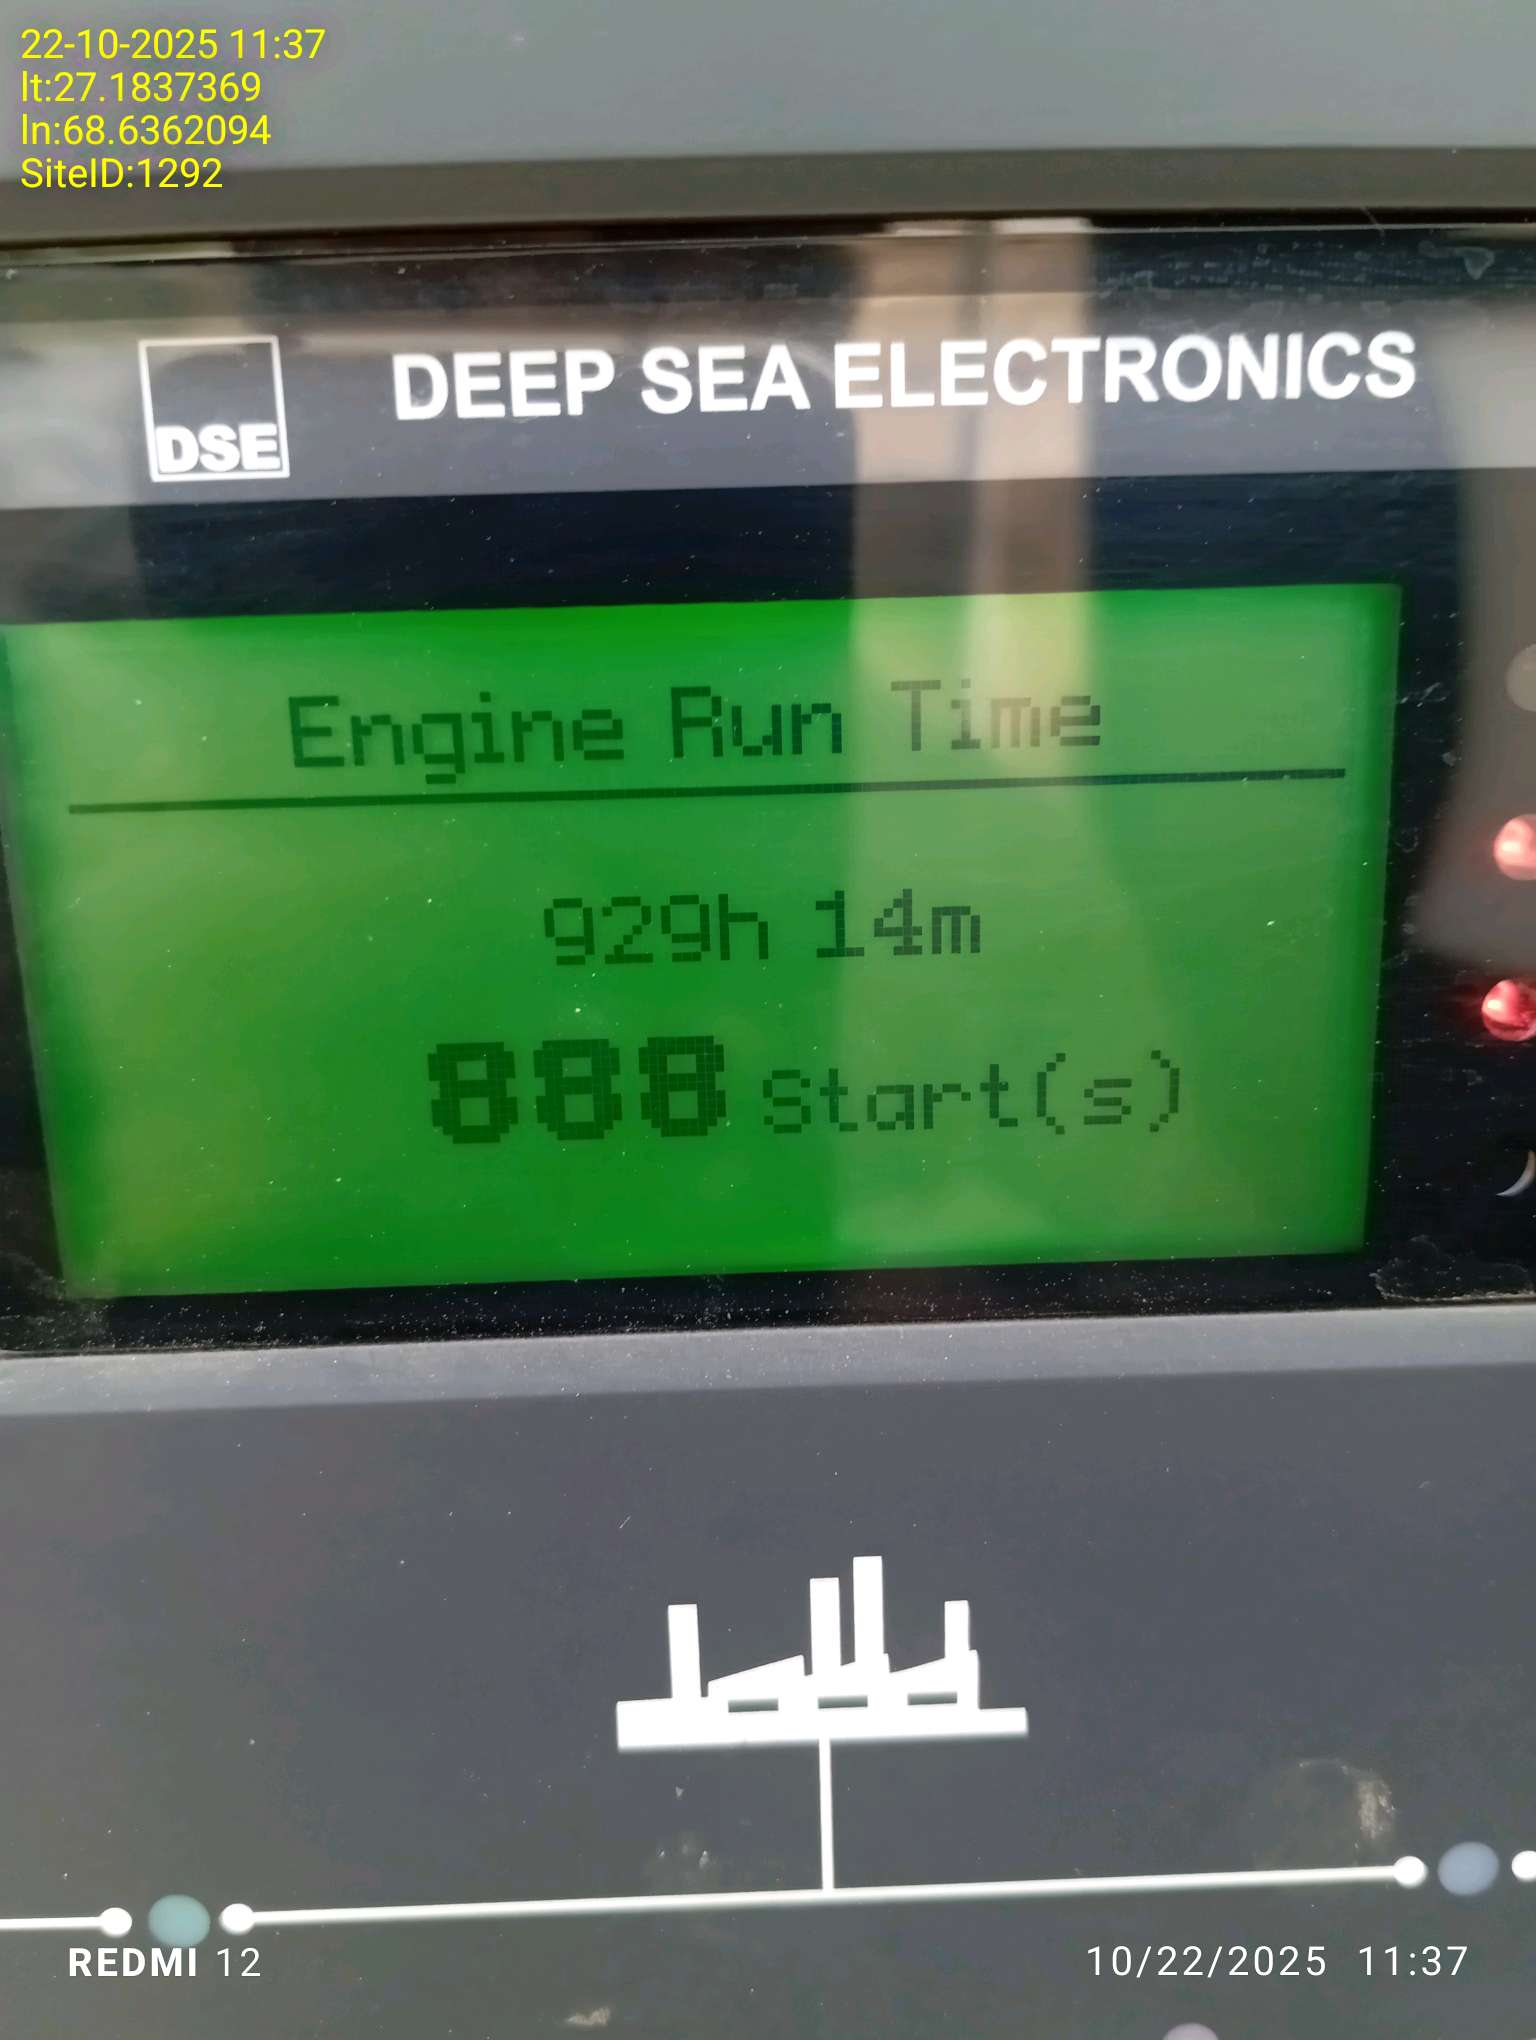 22-10-2025 11:37
lt:27.1837369
ln:68.6362094
SiteID:1292
DSE
DEEP SEA ELECTRONICS
Engine Run Time
929h 14m
888 Start(s)
REDMI 12
10/22/2025 11:37